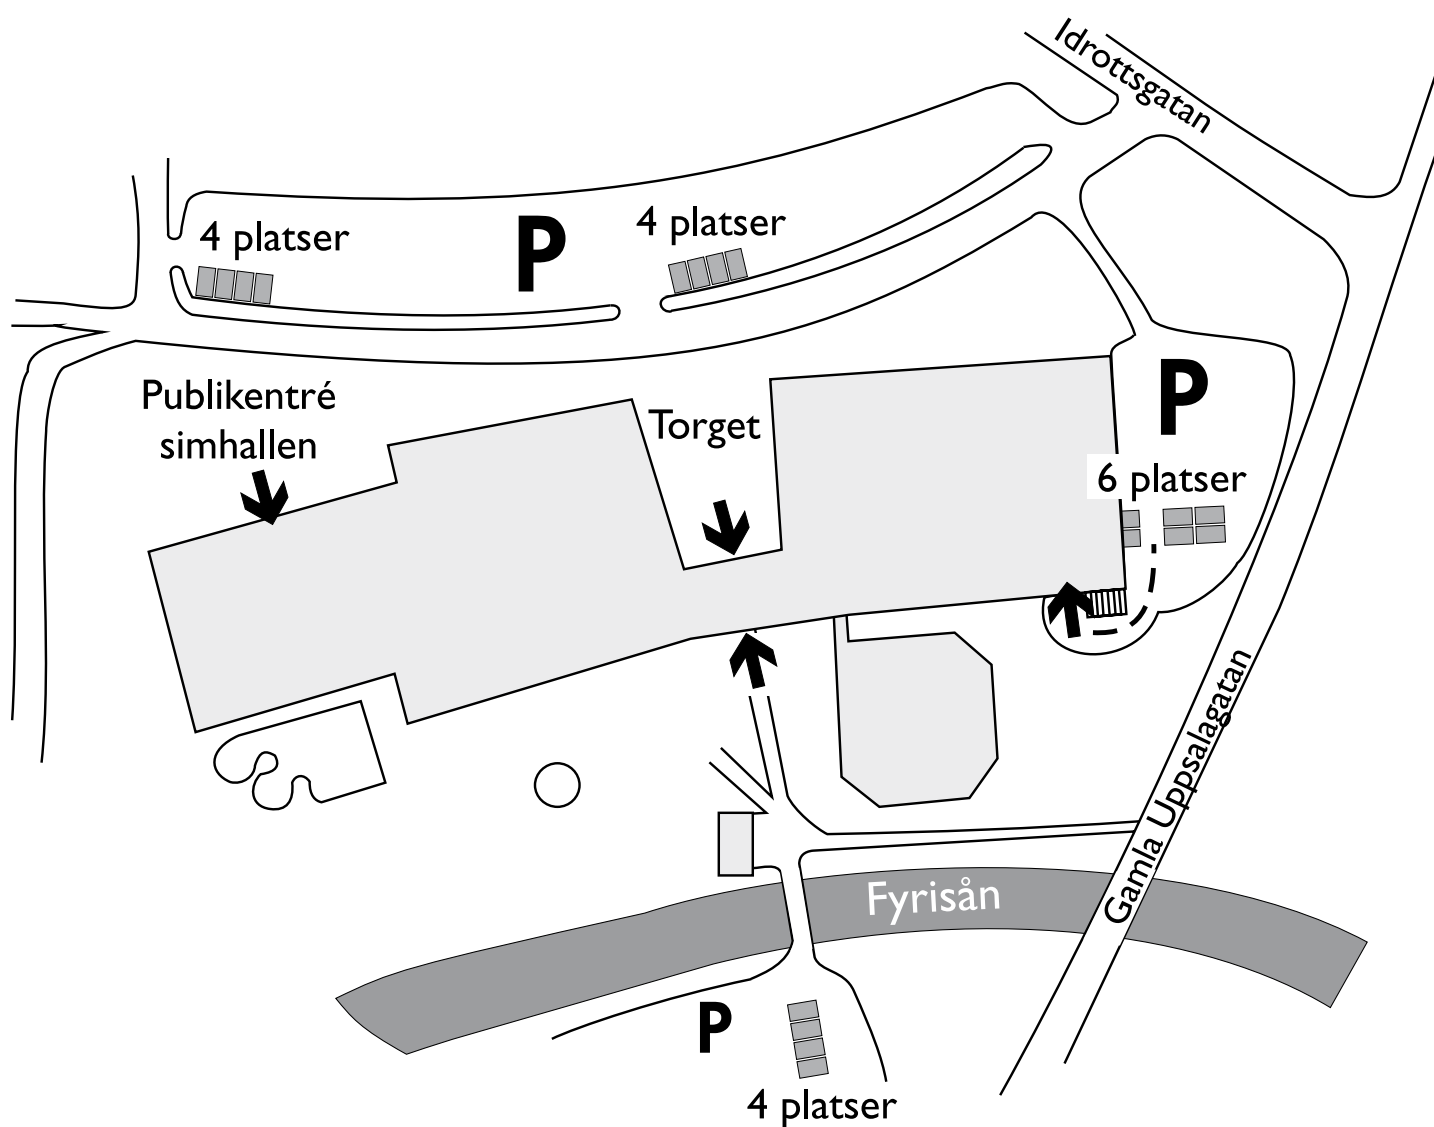 Idrottsgatan
4 platser
P
4 platser
Publikentré
simhallen
Torget
P
6 platser
Gamla Uppsalagatan
Fyrisån
P
4 platser